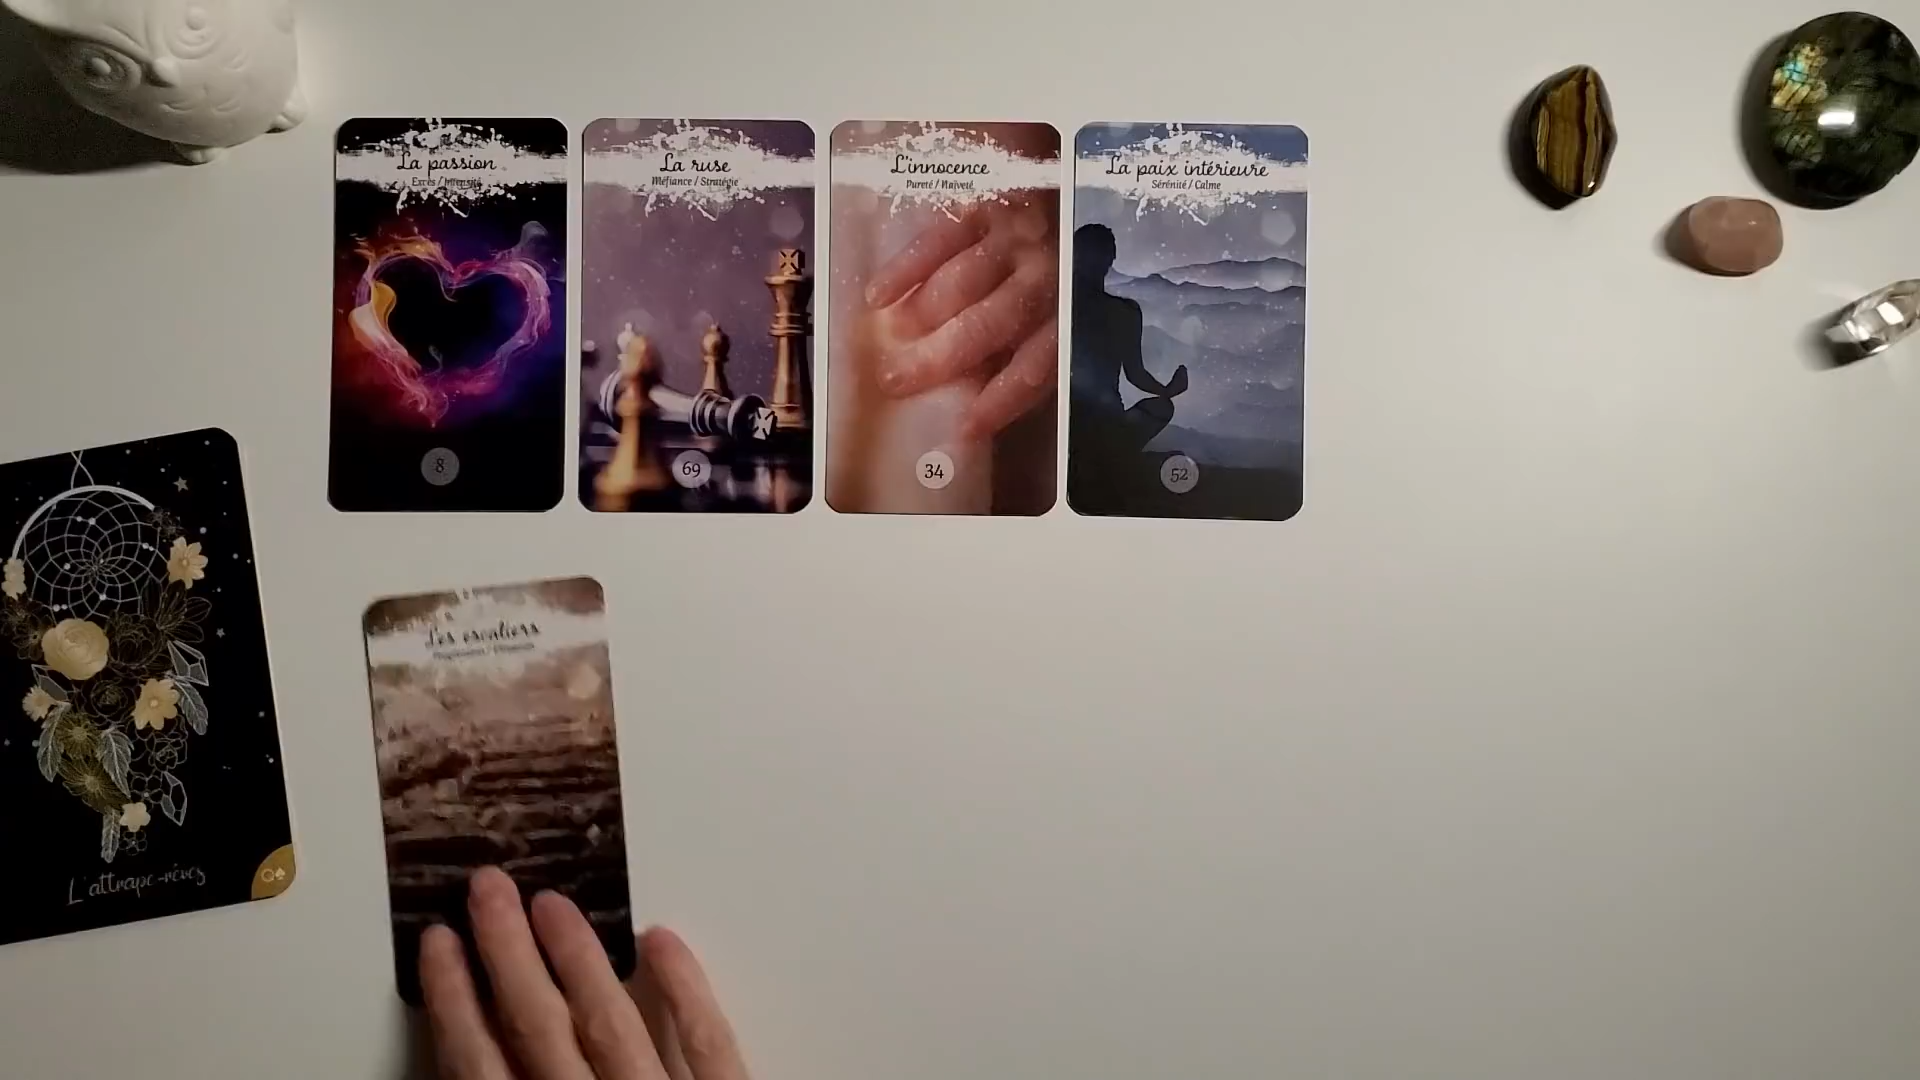 La passion
Excès / Intensité
8
La ruse
Méfiance / Stratégie
69
L'innocence
Pureté / Naïveté
34
La paix intérieure
Sérénité / Calme
52
Les escaliers
L'attrape-rêves
Q♠